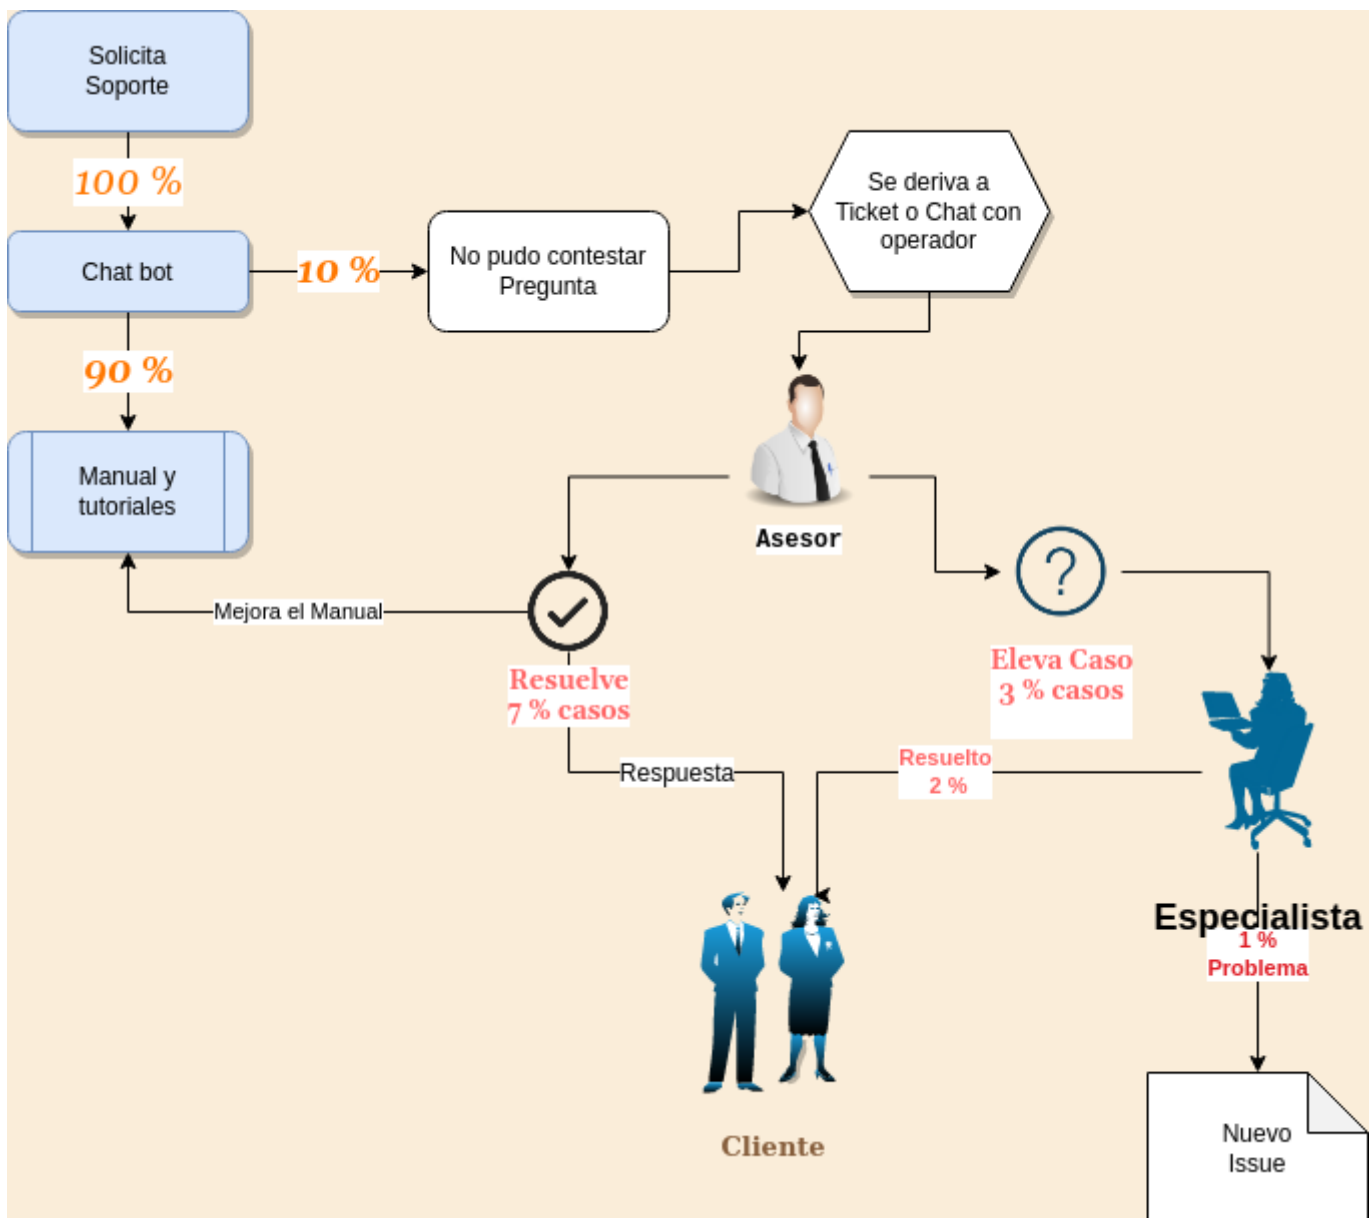 Solicita
Soporte
100 %
Chat bot
10 %
No pudo contestar
Pregunta
Se deriva a
Ticket o Chat con
operador
90 %
Manual y
tutoriales
Asesor
Mejora el Manual
Resuelve
7 % casos
Eleva Caso
3 % casos
Respuesta
Resuelto
2 %
Especialista
1 %
Problema
Cliente
Nuevo
Issue